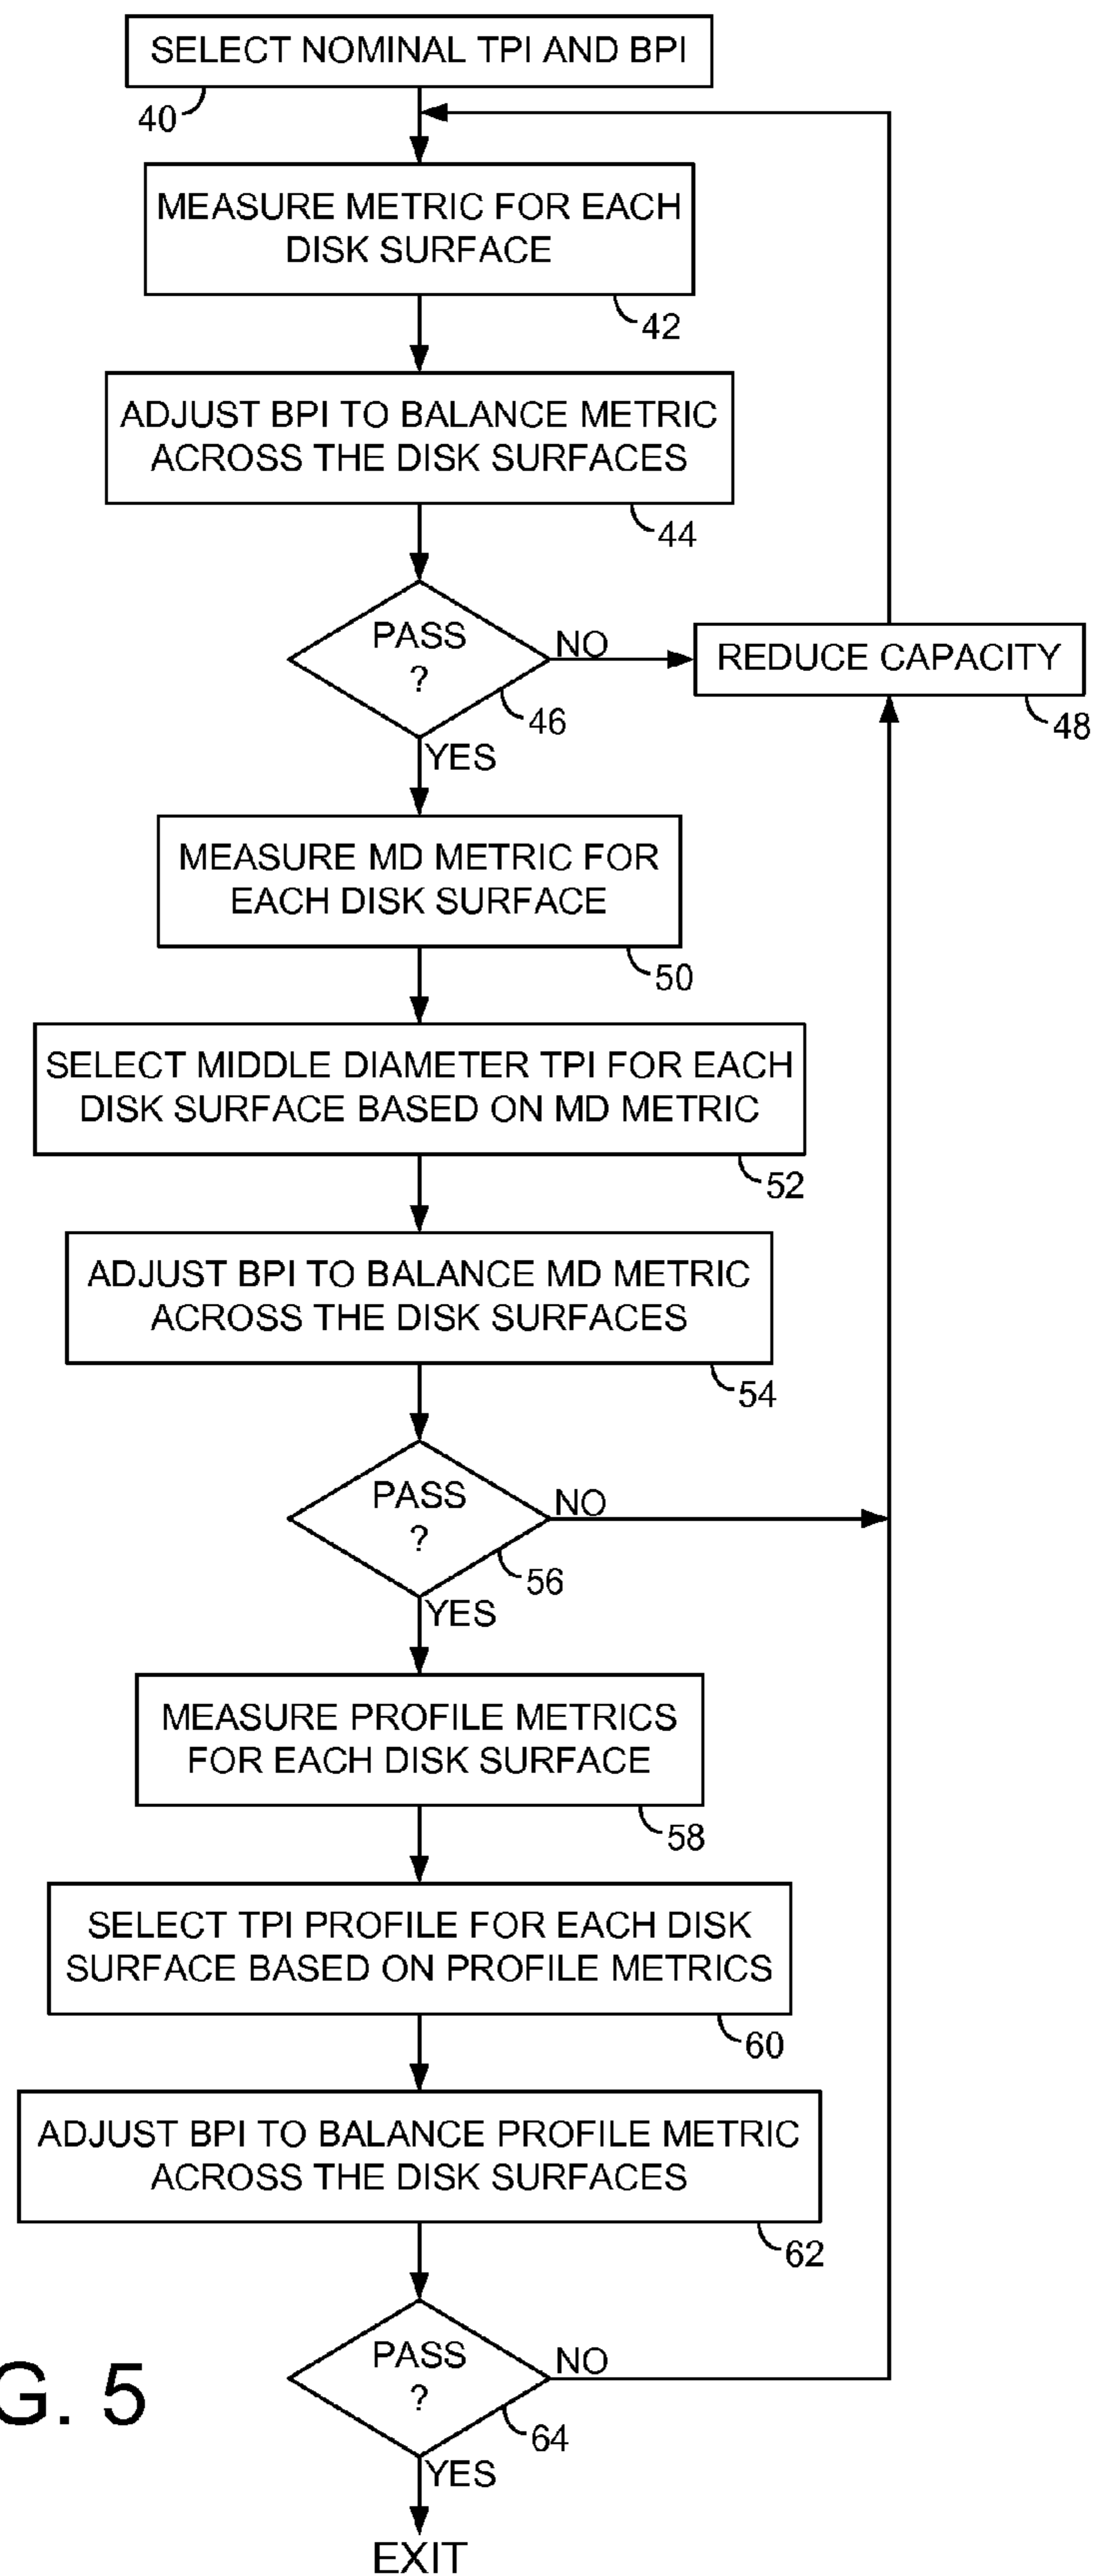 SELECT NOMINAL TPI AND BPI
40
MEASURE METRIC FOR EACH
DISK SURFACE
42
ADJUST BPI TO BALANCE METRIC
ACROSS THE DISK SURFACES
44
PASS
?
NO
46
YES
REDUCE CAPACITY
48
MEASURE MD METRIC FOR
EACH DISK SURFACE
50
SELECT MIDDLE DIAMETER TPI FOR EACH
DISK SURFACE BASED ON MD METRIC
52
ADJUST BPI TO BALANCE MD METRIC
ACROSS THE DISK SURFACES
54
PASS
?
NO
56
YES
MEASURE PROFILE METRICS
FOR EACH DISK SURFACE
58
SELECT TPI PROFILE FOR EACH DISK
SURFACE BASED ON PROFILE METRICS
60
ADJUST BPI TO BALANCE PROFILE METRIC
ACROSS THE DISK SURFACES
62
PASS
?
NO
64
YES
EXIT
G. 5